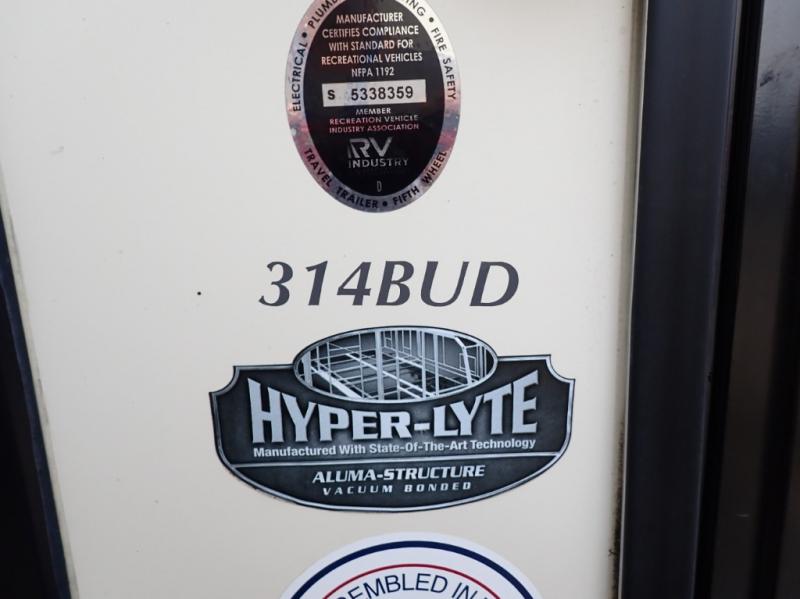 ELECTRICAL • FIRE SAFETY
MANUFACTURER
CERTIFIES COMPLIANCE
WITH STANDARD FOR
RECREATIONAL VEHICLES
NFPA 1192
S 5338359
MEMBER
RECREATION VEHICLE
INDUSTRY ASSOCIATION
RV
INDUSTRY
D
TRAVEL TRAILER • FIFTH WHEEL
314BUD
HYPER-LYTE
Manufactured With State-Of-The-Art Technology
ALUMA-STRUCTURE
VACUUM BONDED